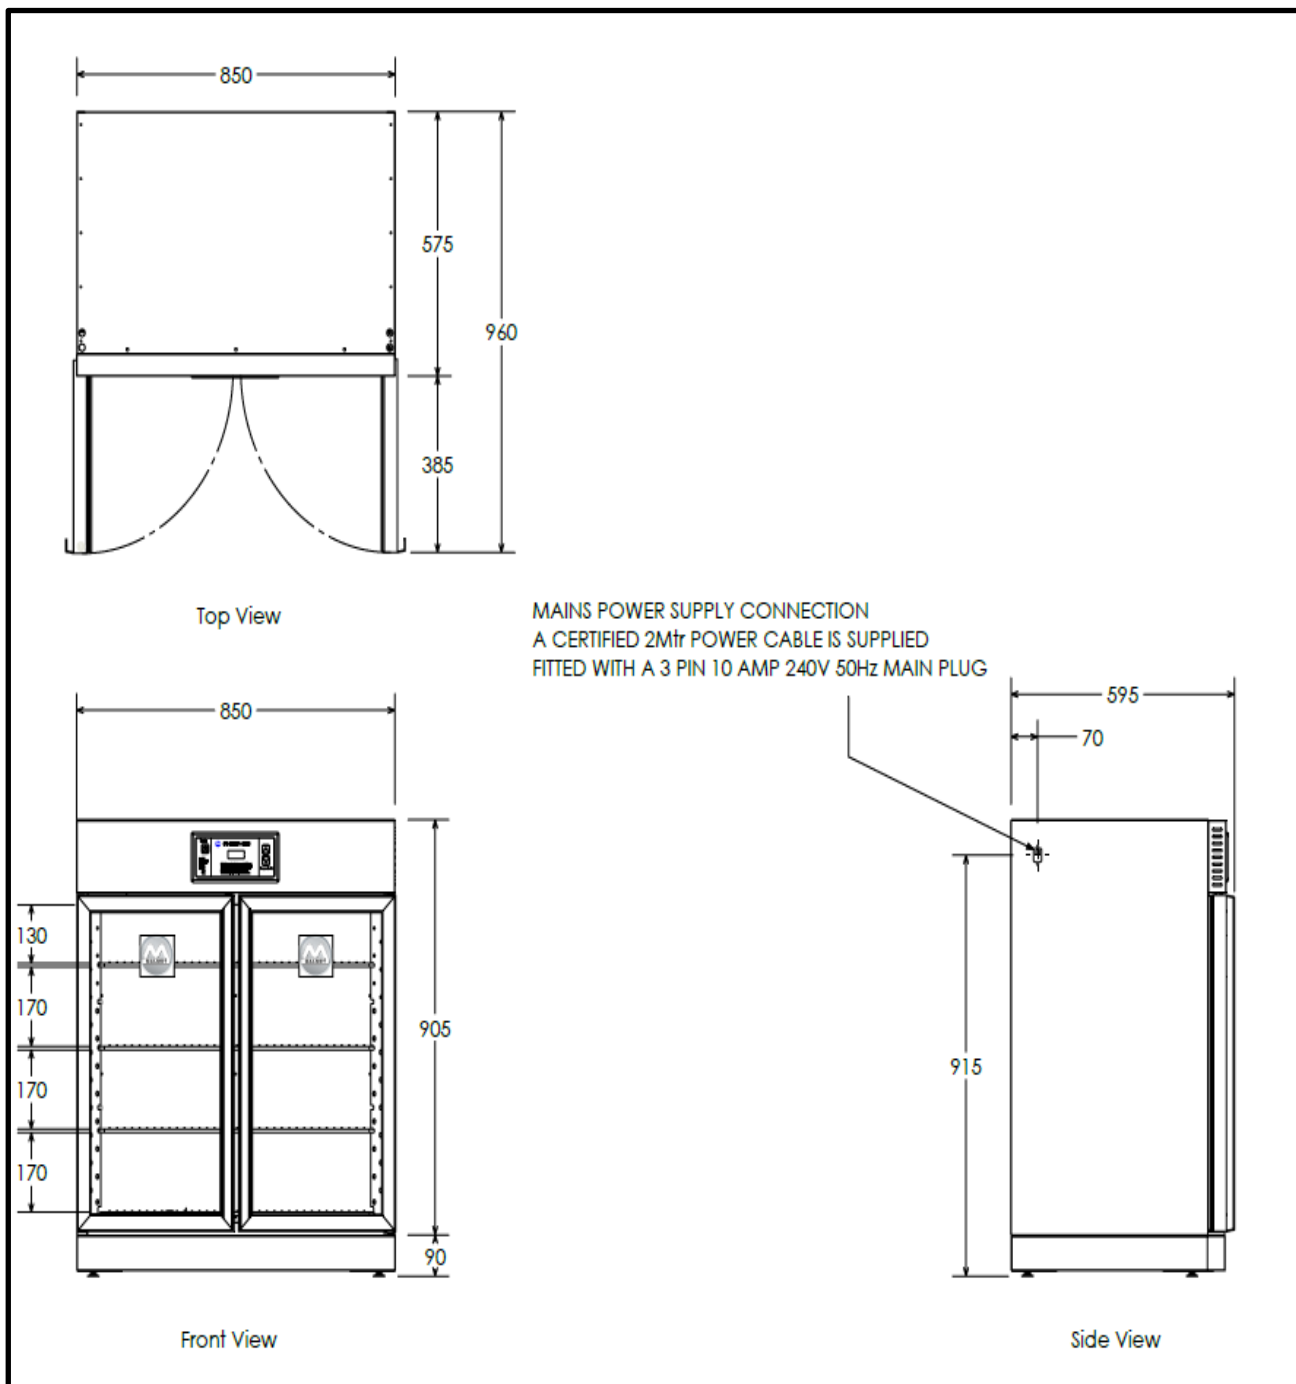 850
575
960
385
Top View
MAINS POWER SUPPLY CONNECTION
A CERTIFIED 2Mtr POWER CABLE IS SUPPLIED
FITTED WITH A 3 PIN 10 AMP 240V 50Hz MAIN PLUG
850
595
70
130
170
905
915
170
170
90
Front View
Side View